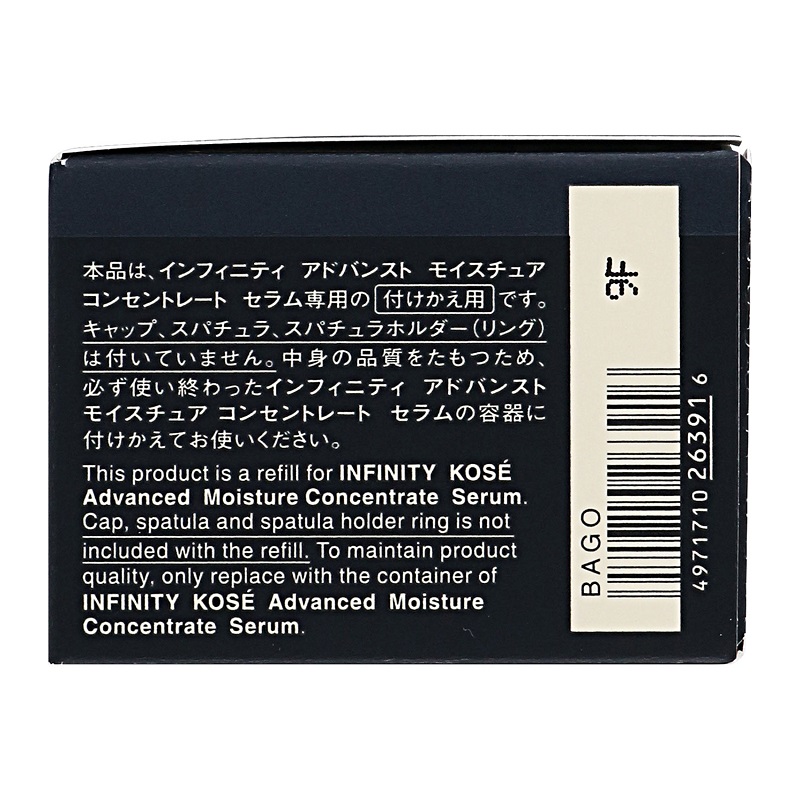 本品は、インフィニティ アドバンスト モイスチュア
コンセントレート セラム専用の 付けかえ用 です。
キャップ、スパチュラ、スパチュラホルダー（リング）
は付いていません。中身の品質をたもつため、
必ず使い終わったインフィニティ アドバンスト
モイスチュア コンセントレート セラムの容器に
付けかえてお使いください。
This product is a refill for INFINITY KOSÉ
Advanced Moisture Concentrate Serum.
Cap, spatula and spatula holder ring is not
included with the refill. To maintain product
quality, only replace with the container of
INFINITY KOSÉ Advanced Moisture
Concentrate Serum.
BAGO
4971710 263916